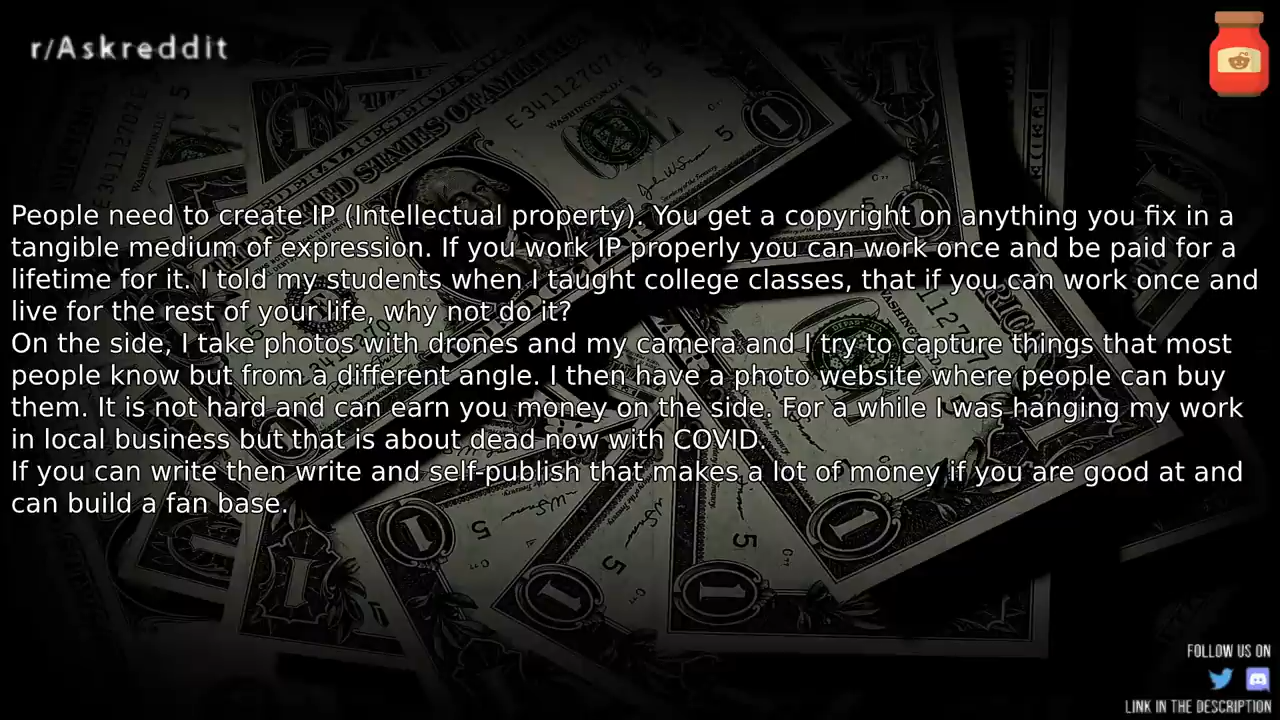 r/Askreddit
People need to create IP (Intellectual property). You get a copyright on anything you fix in a
tangible medium of expression. If you work IP properly you can work once and be paid for a
lifetime for it. I told my students when I taught college classes, that if you can work once and
live for the rest of your life, why not do it?
On the side, I take photos with drones and my camera and I try to capture things that most
people know but from a different angle. I then have a photo website where people can buy
them. It is not hard and can earn you money on the side. For a while I was hanging my work
in local business but that is about dead now with COVID.
If you can write then write and self-publish that makes a lot of money if you are good at and
can build a fan base.
FOLLOW US ON
LINK IN THE DESCRIPTION